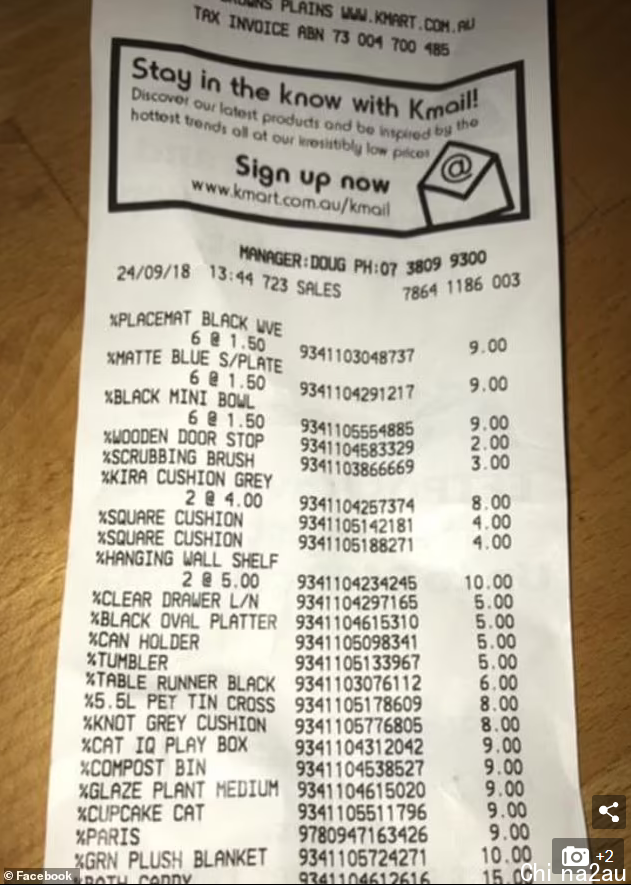 PLAINS WWW.KMART.COM.AU
TAX INVOICE ABN 73 004 700 485
Stay in the know with Kmail!
Discover our latest products and be inspired by the
hottest trends all at our irresistibly low prices
@
Sign up now
www.kmart.com.au/kmail
MANAGER:DOUG PH:07 3809 9300
24/09/18 13:44 723 SALES 7864 1186 003
%PLACEMAT BLACK WVE
6 @ 1.50 9341103048737 9.00
%MATTE BLUE S/PLATE
6 @ 1.50 9341104291217 9.00
%BLACK MINI BOWL
6 @ 1.50 9341105554885 9.00
%WOODEN DOOR STOP 9341104583329 2.00
%SCRUBBING BRUSH 9341103866669 3.00
%KIRA CUSHION GREY
2 @ 4.00 9341104257374 8.00
%SQUARE CUSHION 9341105142181 4.00
%SQUARE CUSHION 9341105188271 4.00
%HANGING WALL SHELF
2 @ 5.00 9341104234245 10.00
%CLEAR DRAWER L/N 9341104297165 5.00
%BLACK OVAL PLATTER 9341104615310 5.00
%CAN HOLDER 9341105098341 5.00
%TUMBLER 9341105133967 5.00
%TABLE RUNNER BLACK 9341103076112 6.00
%5.5L PET TIN CROSS 9341105178609 8.00
%KNOT GREY CUSHION 9341105776805 8.00
%CAT IQ PLAY BOX 9341104312042 9.00
%COMPOST BIN 9341104538527 9.00
%GLAZE PLANT MEDIUM 9341104615020 9.00
%CUPCAKE CAT 9341105511796 9.00
%PARIS 9780947163426 9.00
%GRN PLUSH BLANKET 9341105724271 10.00
%BATH CADDY 9341104612616 15.00
© Facebook
+2
Chi na2au